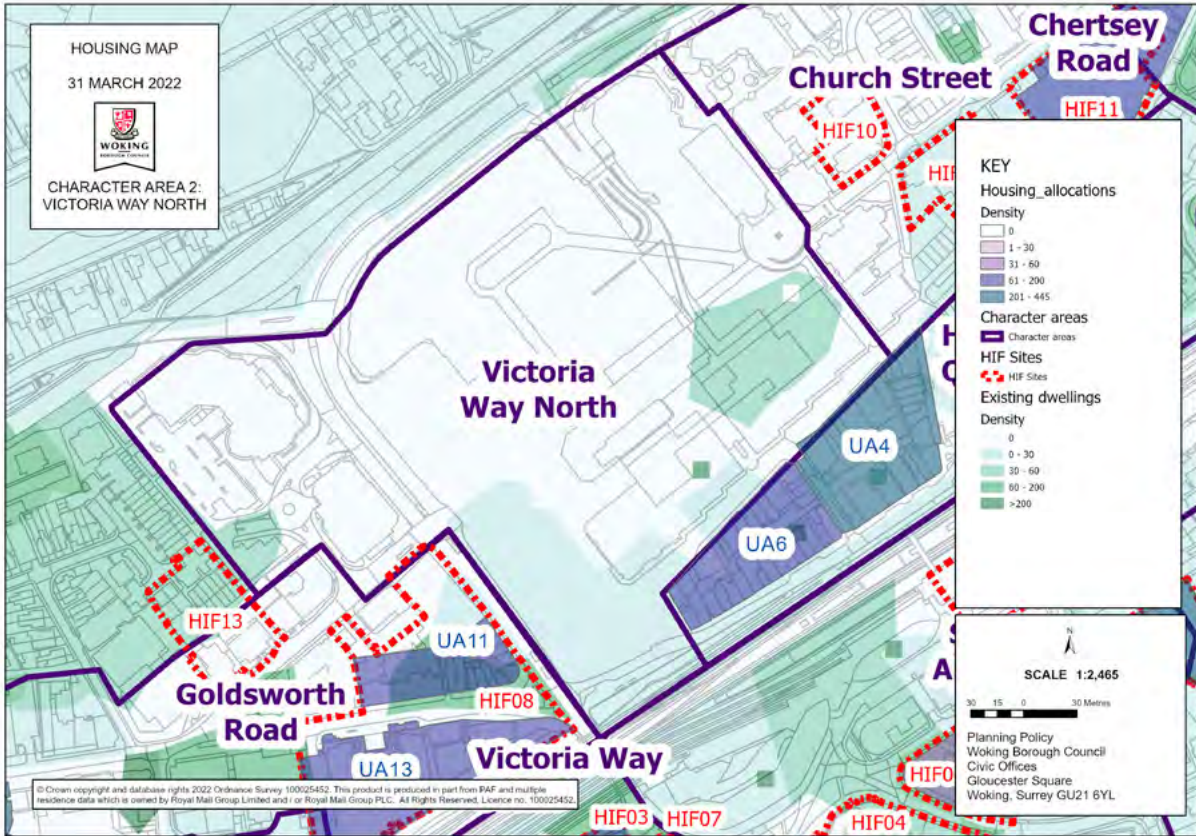 HOUSING MAP
31 MARCH 2022
WOKING
BOROUGH COUNCIL
CHARACTER AREA 2:
VICTORIA WAY NORTH
Chertsey
Road
Church Street
HIF10
HIF11
HIF
KEY
Housing_allocations
Density
0
1 - 30
31 - 60
61 - 200
201 - 445
Character areas
Character areas
HIF Sites
HIF Sites
Existing dwellings
Density
0
0 - 30
30 - 60
60 - 200
>200
H
Q
Victoria
Way North
UA4
UA6
HIF13
UA11
HIF08
Goldsworth
Road
Victoria Way
UA13
HIF03
HIF07
HIF04
HIF0
S
A
N
SCALE 1:2,465
30 15 0 30 Metres
Planning Policy
Woking Borough Council
Civic Offices
Gloucester Square
Woking, Surrey GU21 6YL
© Crown copyright and database rights 2022 Ordnance Survey 100025452. This product is produced in part from PAF and multiple
residence data which is owned by Royal Mail Group Limited and / or Royal Mail Group PLC. All Rights Reserved, Licence no. 100025452.